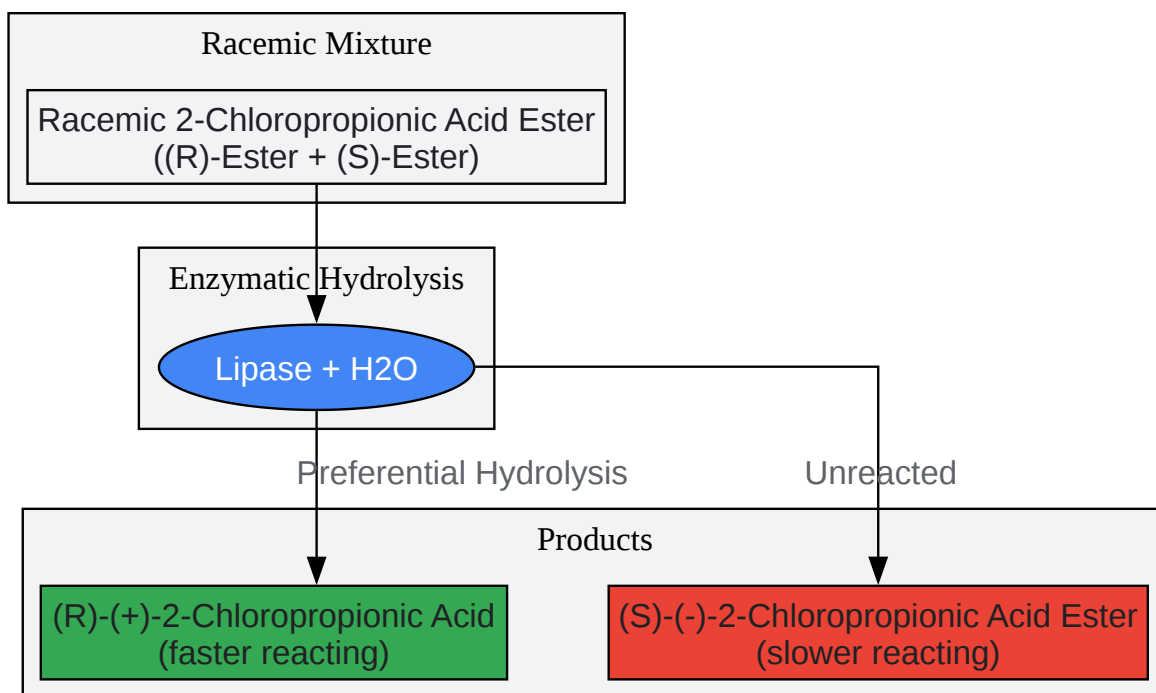 Racemic Mixture
Racemic 2-Chloropropionic Acid Ester
((R)-Ester + (S)-Ester)
Enzymatic Hydrolysis
Lipase + H2O
Preferential Hydrolysis
Unreacted
Products
(R)-(+)-2-Chloropropionic Acid
(faster reacting)
(S)-(-)-2-Chloropropionic Acid Ester
(slower reacting)